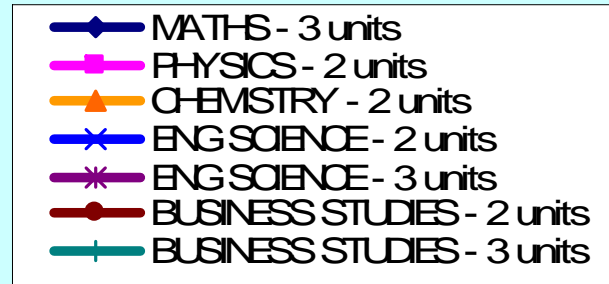 MATHS - 3 units
PHYSICS - 2 units
CHEMSTRY - 2 units
ENG SCIENCE - 2 units
ENG SCIENCE - 3 units
BUSINESS STUDIES - 2 units
BUSINESS STUDIES - 3 units